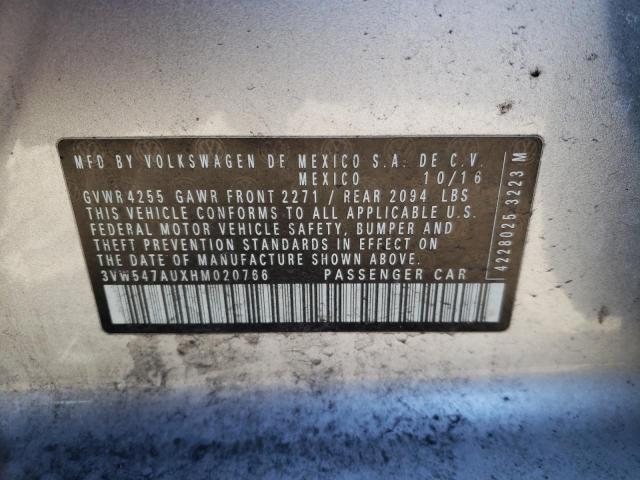 MFD BY VOLKSWAGEN DE MEXICO S.A. DE C.V.
MEXICO 10/16
GVWR 4255 GAWR FRONT 2271 / REAR 2094 LBS
THIS VEHICLE CONFORMS TO ALL APPLICABLE U.S.
FEDERAL MOTOR VEHICLE SAFETY, BUMPER AND
THEFT PREVENTION STANDARDS IN EFFECT ON
THE DATE OF MANUFACTURE SHOWN ABOVE.
3VW547AUXHM020766 PASSENGER CAR
4228025 3223 M